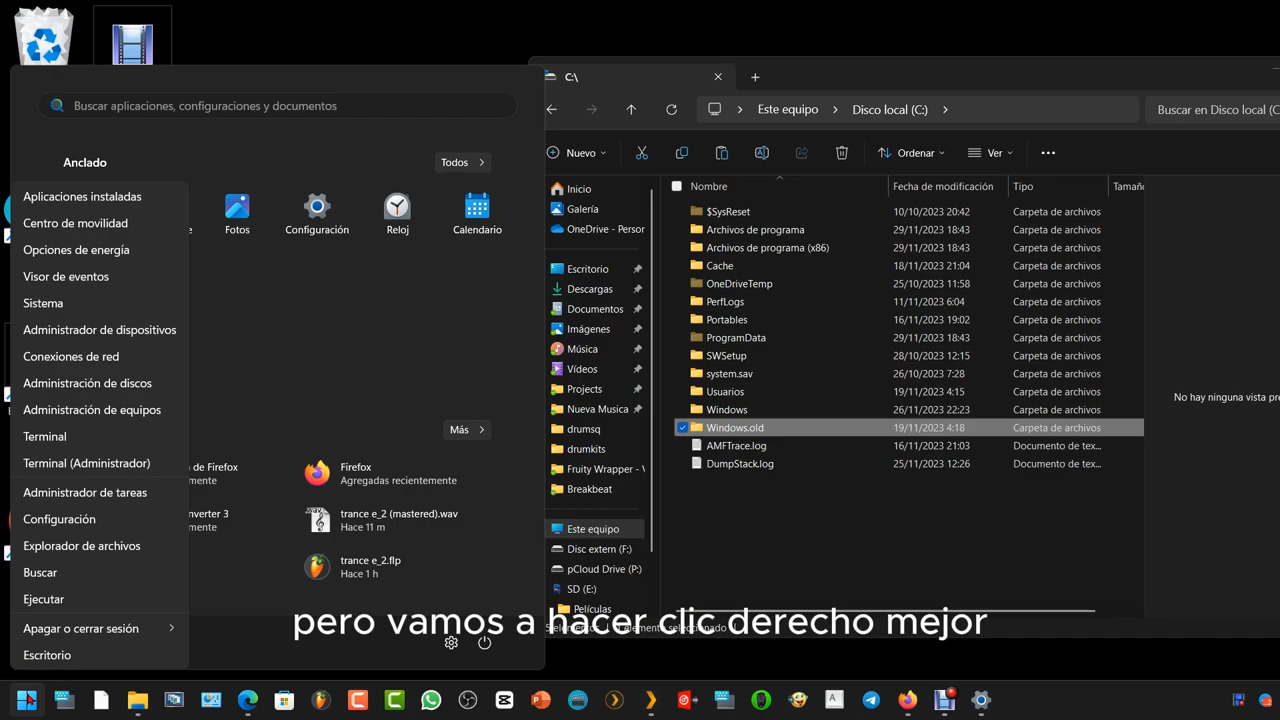 Buscar aplicaciones, configuraciones y documentos
Anclado
Todos
Fotos
Configuración
Reloj
Calendario
Aplicaciones instaladas
Centro de movilidad
Opciones de energía
Visor de eventos
Sistema
Administrador de dispositivos
Conexiones de red
Administración de discos
Administración de equipos
Terminal
Terminal (Administrador)
Administrador de tareas
Configuración
Explorador de archivos
Buscar
Ejecutar
Apagar o cerrar sesión
Escritorio
Más
de Firefox
Firefox
Agregadas recientemente
nverter 3
trance e_2 (mastered).wav
Hace 11 m
trance e_2.flp
Hace 1 h
C:\
Este equipo
Disco local (C:)
Buscar en Disco local (C
Nuevo
Ordenar
Ver
Inicio
Galería
OneDrive - Person
Escritorio
Descargas
Documentos
Imágenes
Música
Vídeos
Projects
Nueva Musica
drumsq
drumkits
Fruity Wrapper - V
Breakbeat
Este equipo
Disc extern (F:)
pCloud Drive (P:)
SD (E:)
Películas
Nombre Fecha de modificación Tipo Tamaño
$SysReset 10/10/2023 20:42 Carpeta de archivos
Archivos de programa 29/11/2023 18:43 Carpeta de archivos
Archivos de programa (x86) 29/11/2023 18:43 Carpeta de archivos
Cache 18/11/2023 21:04 Carpeta de archivos
OneDriveTemp 25/10/2023 11:58 Carpeta de archivos
PerfLogs 11/11/2023 6:04 Carpeta de archivos
Portables 16/11/2023 19:02 Carpeta de archivos
ProgramData 29/11/2023 18:43 Carpeta de archivos
SWSetup 28/10/2023 12:15 Carpeta de archivos
system.sav 26/10/2023 7:28 Carpeta de archivos
Usuarios 19/11/2023 4:15 Carpeta de archivos
Windows 26/11/2023 22:23 Carpeta de archivos
Windows.old 19/11/2023 4:18 Carpeta de archivos
AMFTrace.log 16/11/2023 21:03 Documento de tex...
DumpStack.log 25/11/2023 12:26 Documento de tex...
No hay ninguna vista pre
pero vamos a hacer clic derecho mejor